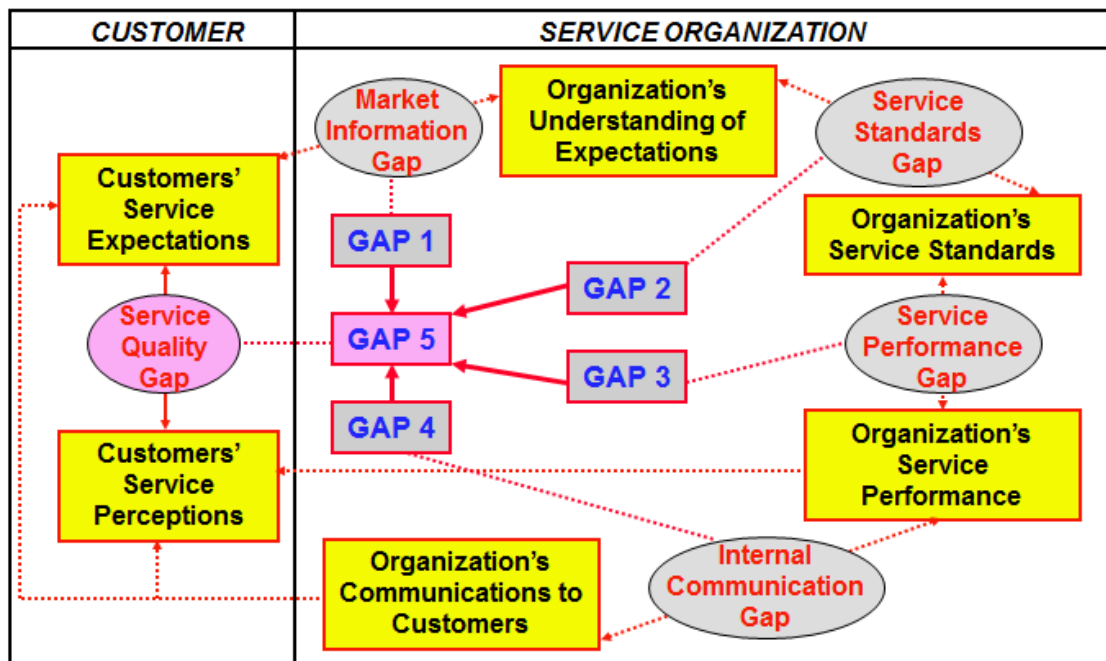 CUSTOMER
SERVICE ORGANIZATION
Market
Information
Gap
Organization's
Understanding of
Expectations
Service
Standards
Gap
Customers'
Service
Expectations
Organization's
Service Standards
GAP 1
GAP 2
Service
Quality
Gap
GAP 5
Service
Performance
Gap
GAP 3
GAP 4
Customers'
Service
Perceptions
Organization's
Service
Performance
Organization's
Communications to
Customers
Internal
Communication
Gap